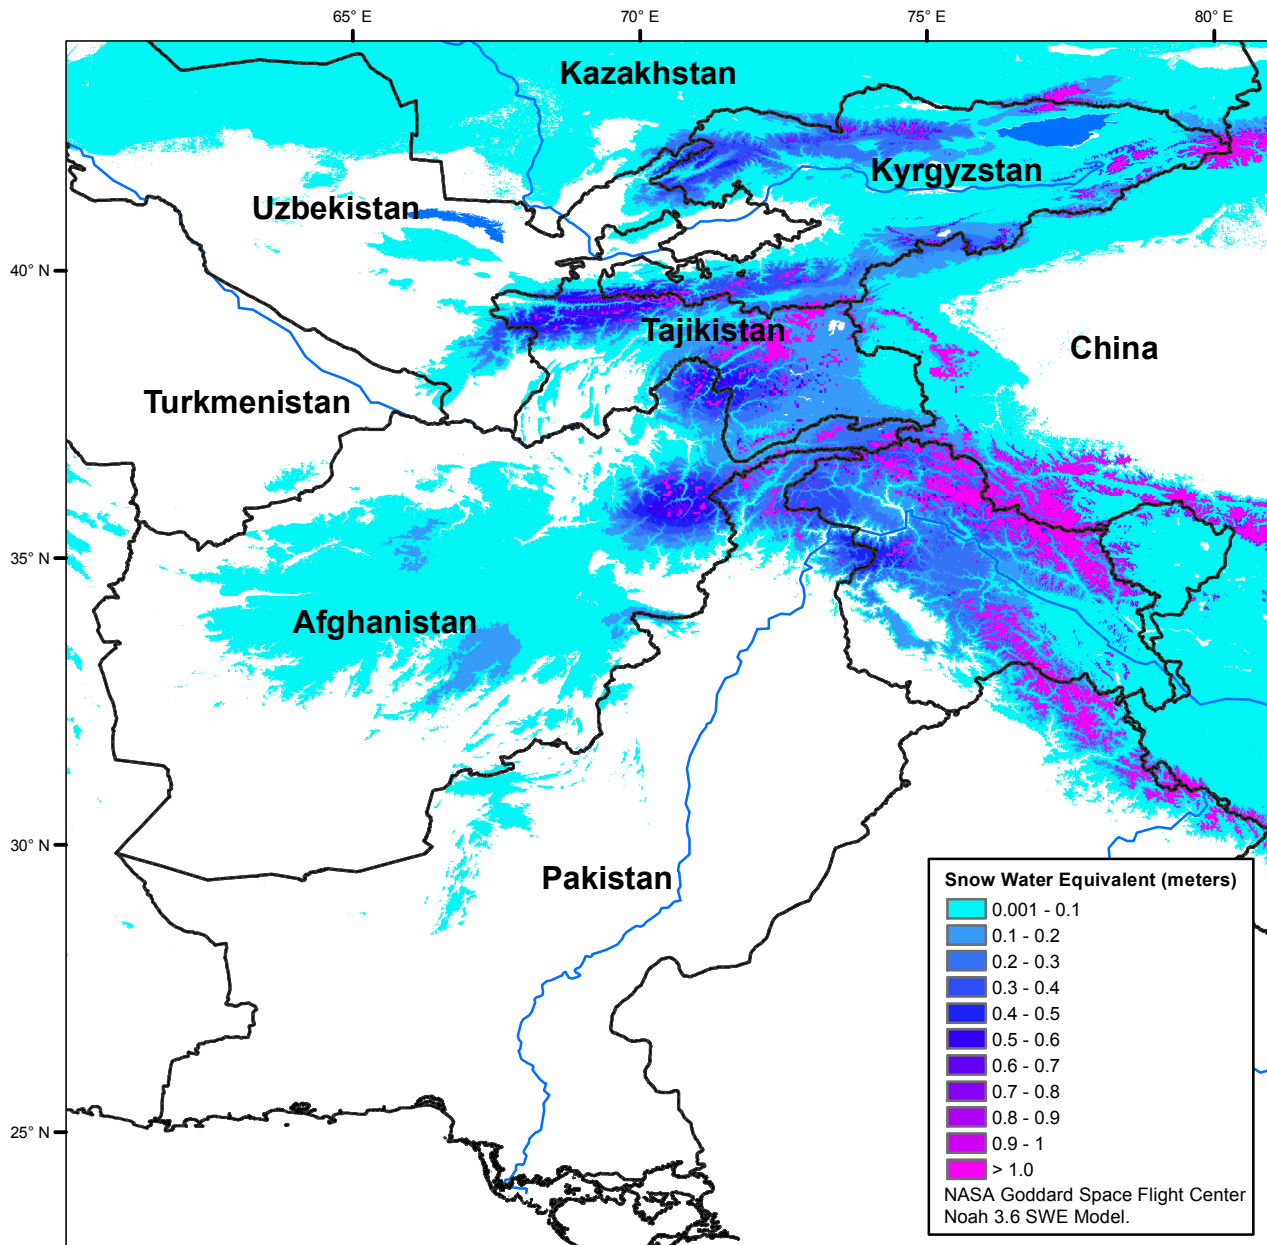 65° E
70° E
75° E
80° E
Kazakhstan
Kyrgyzstan
Uzbekistan
40° N
Tajikistan
China
Turkmenistan
35° N
Afghanistan
30° N
Pakistan
25° N
Snow Water Equivalent (meters)
0.001 - 0.1
0.1 - 0.2
0.2 - 0.3
0.3 - 0.4
0.4 - 0.5
0.5 - 0.6
0.6 - 0.7
0.7 - 0.8
0.8 - 0.9
0.9 - 1
> 1.0
NASA Goddard Space Flight Center
Noah 3.6 SWE Model.